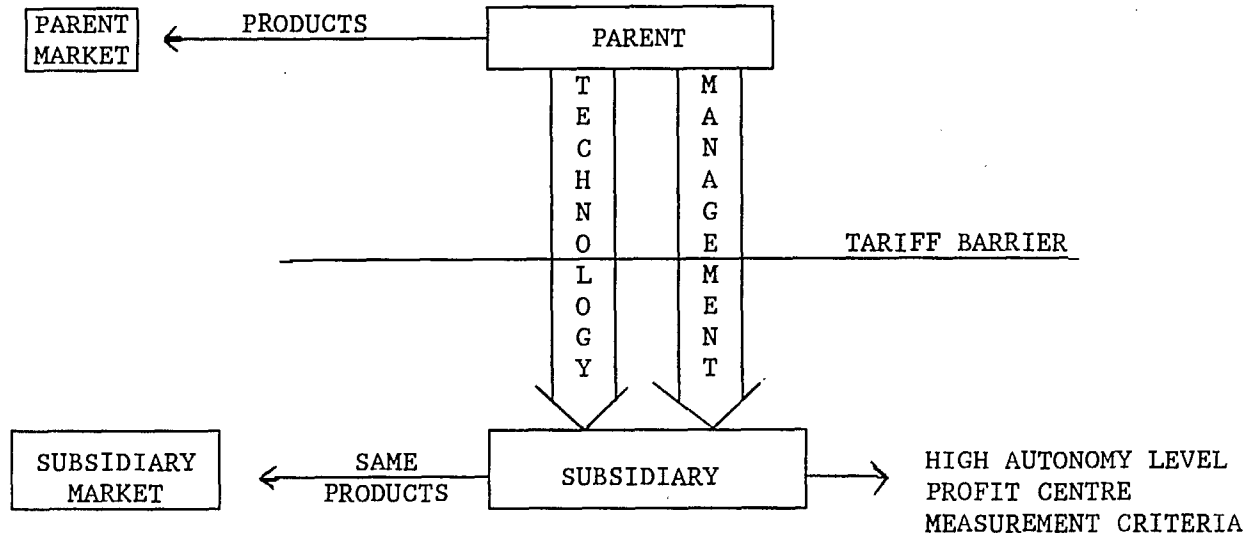 PARENT
MARKET
PRODUCTS
PARENT
TECHNOLOGY
MANAGEMENT
TARIFF BARRIER
SUBSIDIARY
MARKET
SAME
PRODUCTS
SUBSIDIARY
HIGH AUTONOMY LEVEL
PROFIT CENTRE
MEASUREMENT CRITERIA